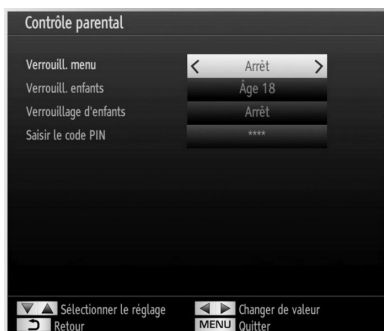 Contrôle parental
Verrouill. menu < Arrêt >
Verrouill. enfants Âge 18
Verrouillage d'enfants Arrêt
Saisir le code PIN ****
Sélectionner le réglage Changer de valeur
Retour MENU Quitter